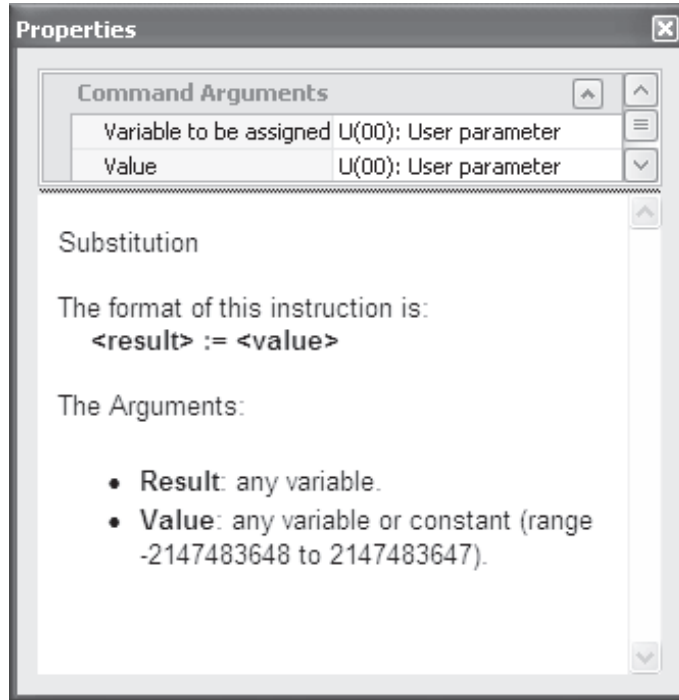 Properties
Command Arguments
Variable to be assigned U(00): User parameter
Value U(00): User parameter
Substitution
The format of this instruction is:
<result> := <value>
The Arguments:
• Result: any variable.
• Value: any variable or constant (range
-2147483648 to 2147483647).